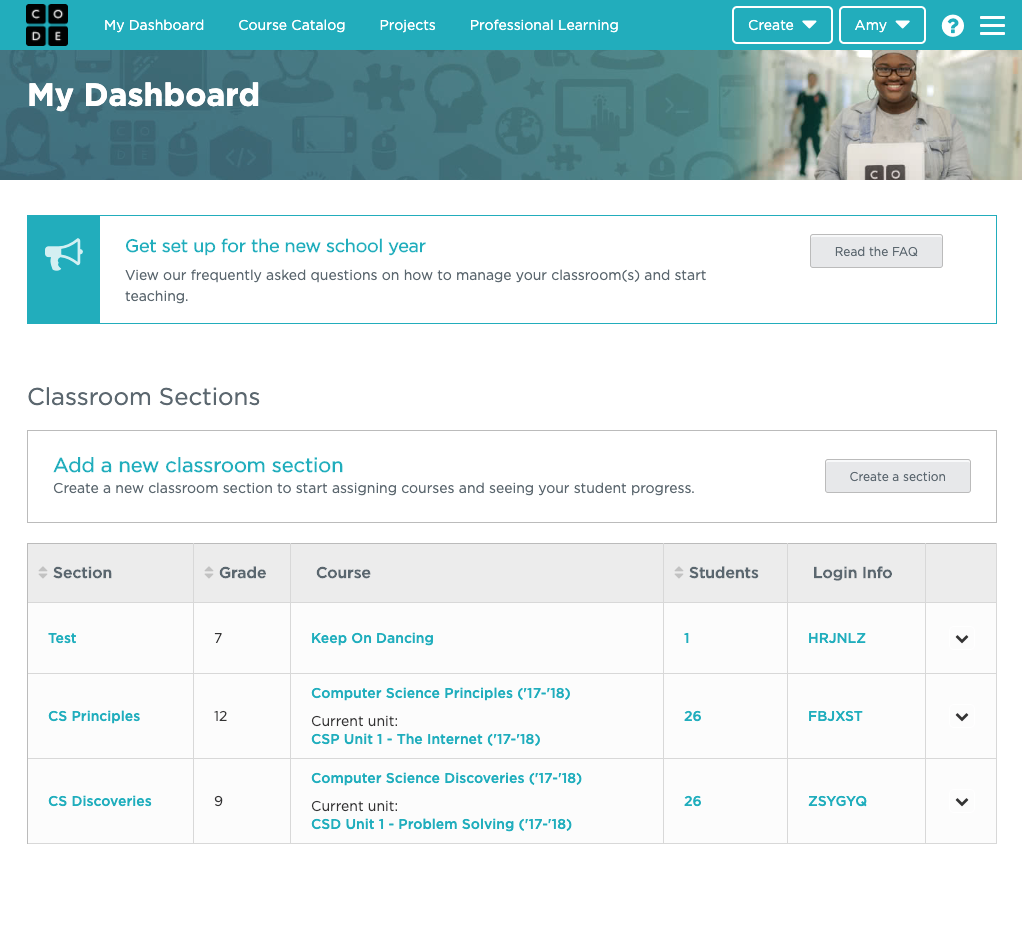 C O
D E
My Dashboard
Course Catalog
Projects
Professional Learning
Create
Amy
?
My Dashboard
C O
D E
</>
>_
C O
Get set up for the new school year
View our frequently asked questions on how to manage your classroom(s) and start
teaching.
Read the FAQ
Classroom Sections
Add a new classroom section
Create a new classroom section to start assigning courses and seeing your student progress.
Create a section
Section Grade Course Students Login Info
Test 7 Keep On Dancing 1 HRJNLZ
Computer Science Principles ('17-'18)
CS Principles 12 Current unit: 26 FBJXST
CSP Unit 1 - The Internet ('17-'18)
Computer Science Discoveries ('17-'18)
CS Discoveries 9 Current unit: 26 ZSYGYQ
CSD Unit 1 - Problem Solving ('17-'18)